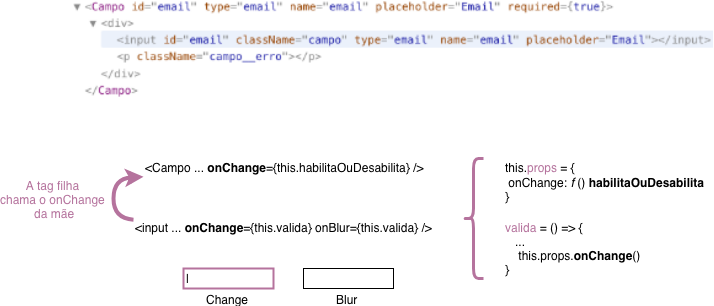 <Campo id="email" type="email" name="email" placeholder="Email" required={true}>
<div>
<input id="email" className="campo" type="email" name="email" placeholder="Email"></input>
<p className="campo__erro"></p>
</div>
</Campo>
<Campo ... onChange={this.habilitaOuDesabilita} />
A tag filha
chama o onChange
da mãe
<input ... onChange={this.valida} onBlur={this.valida} />
this.props = {
onChange: f () habilitaOuDesabilita
}
valida = () => {
...
this.props.onChange()
}
Change
Blur